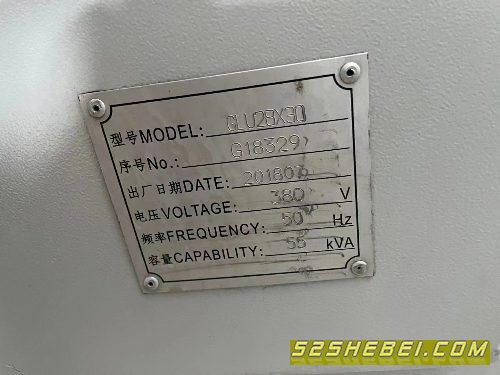 型号MODEL: GLU28X30
序号No.: G18329
出厂日期DATE: 201807
电压VOLTAGE: 380 V
频率FREQUENCY: 50 Hz
容量CAPABILITY: 55 kVA
52SHEBEI.COM